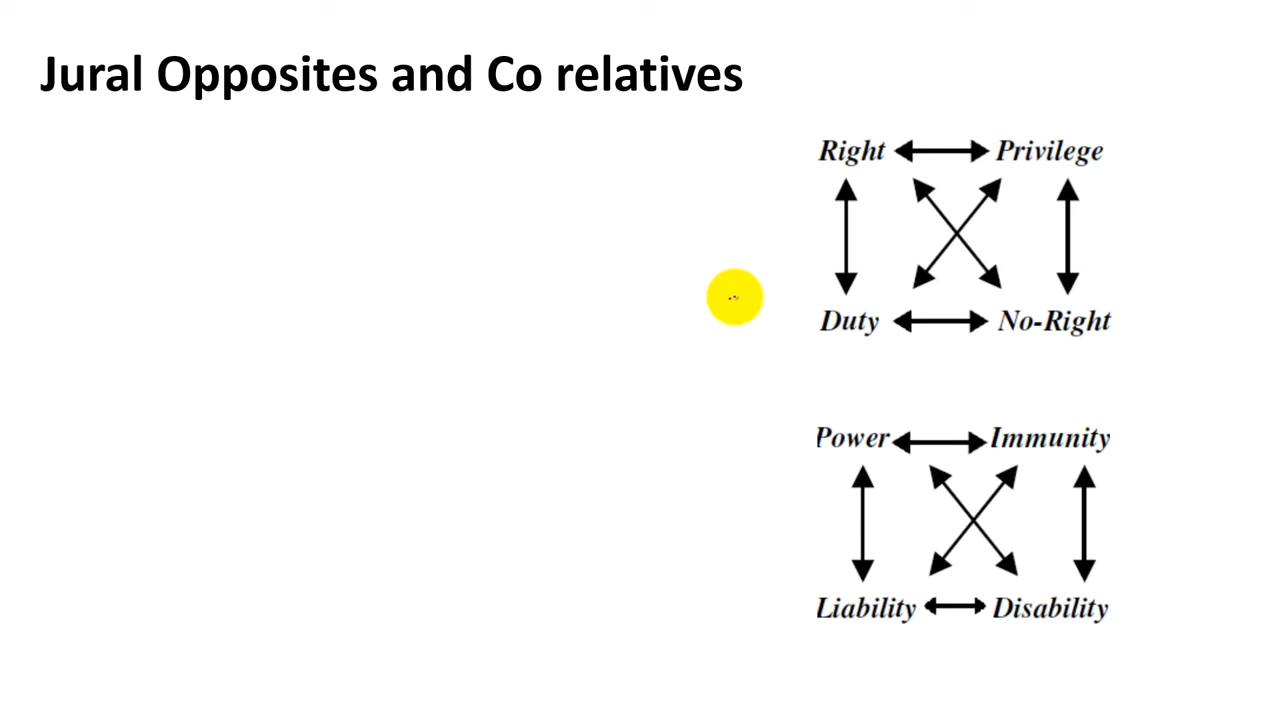 Jural Opposites and Co relatives
Right Privilege
Duty No-Right
Power Immunity
Liability Disability